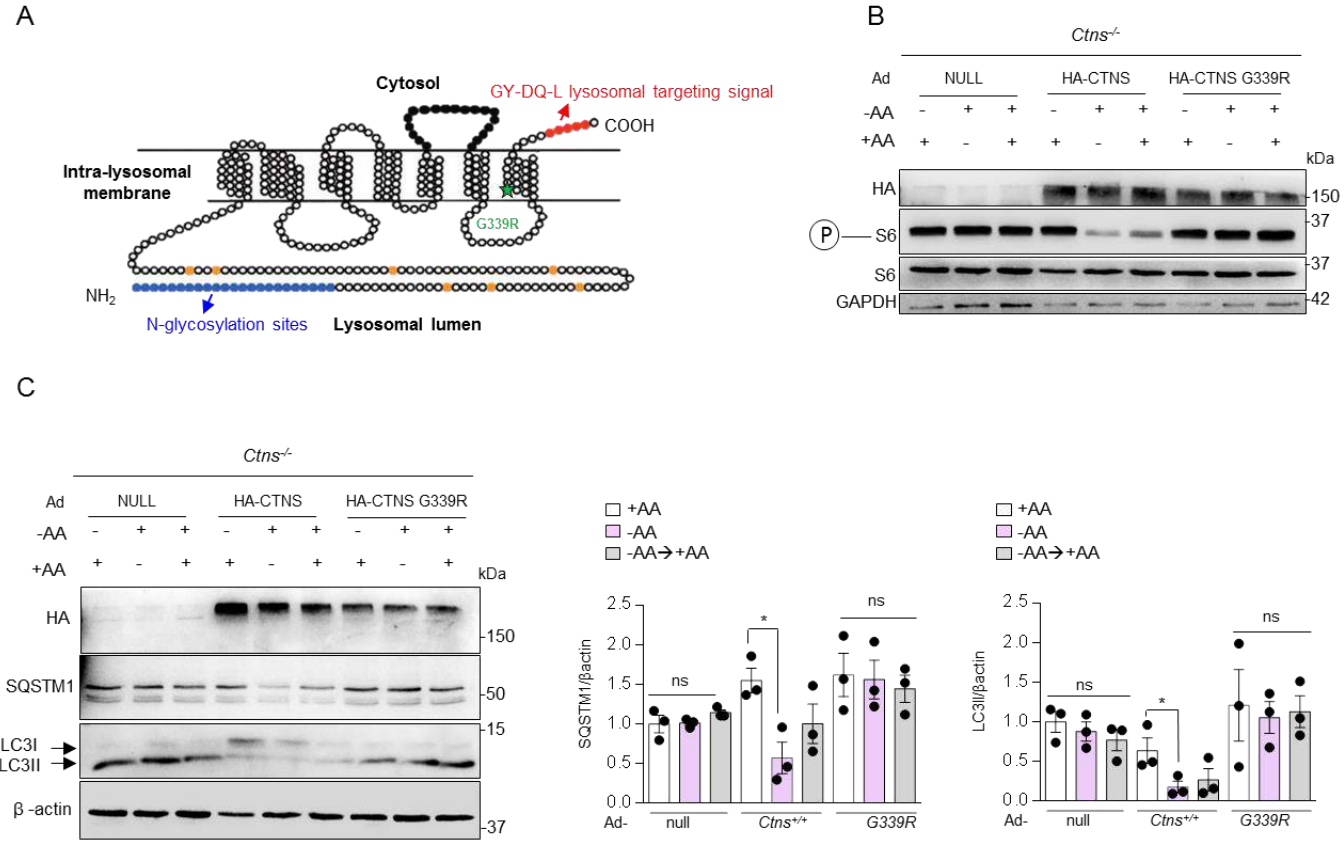 A
Cytosol
GY-DQ-L lysosomal targeting signal
COOH
Intra-lysosomal
membrane
G339R
NH2
N-glycosylation sites
Lysosomal lumen
B
Ctns-/-
Ad NULL HA-CTNS HA-CTNS G339R
-AA - + + - + + - + +
+AA + - + + - + + - +
kDa
HA
-150
P S6
-37
S6
-37
GAPDH
-42
C
Ctns-/-
Ad NULL HA-CTNS HA-CTNS G339R
-AA - + + - + + - + +
+AA + - + + - + + - +
kDa
HA
-150
SQSTM1
-50
-15
LC3I
LC3II
β -actin
-37
+AA
-AA
-AA→+AA
SQSTM1/βactin
2.5
2.0
1.5
1.0
0.5
0.0
ns
*
ns
Ad- null Ctns+/+ G339R
+AA
-AA
-AA→+AA
LC3II/βactin
2.5
2.0
1.5
1.0
0.5
0.0
ns
*
ns
Ad- null Ctns+/+ G339R